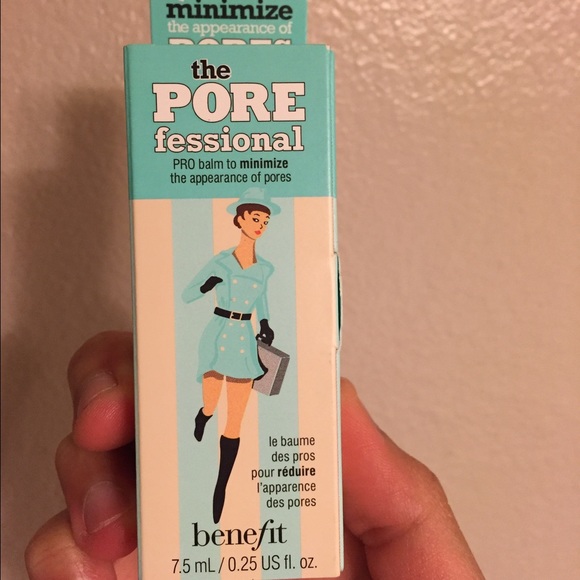 minimize
the appearance of
PORES
the
PORE
fessional
PRO balm to minimize
the appearance of pores
le baume
des pros
pour réduire
l'apparence
des pores
benefit
7.5 mL / 0.25 US fl. oz.